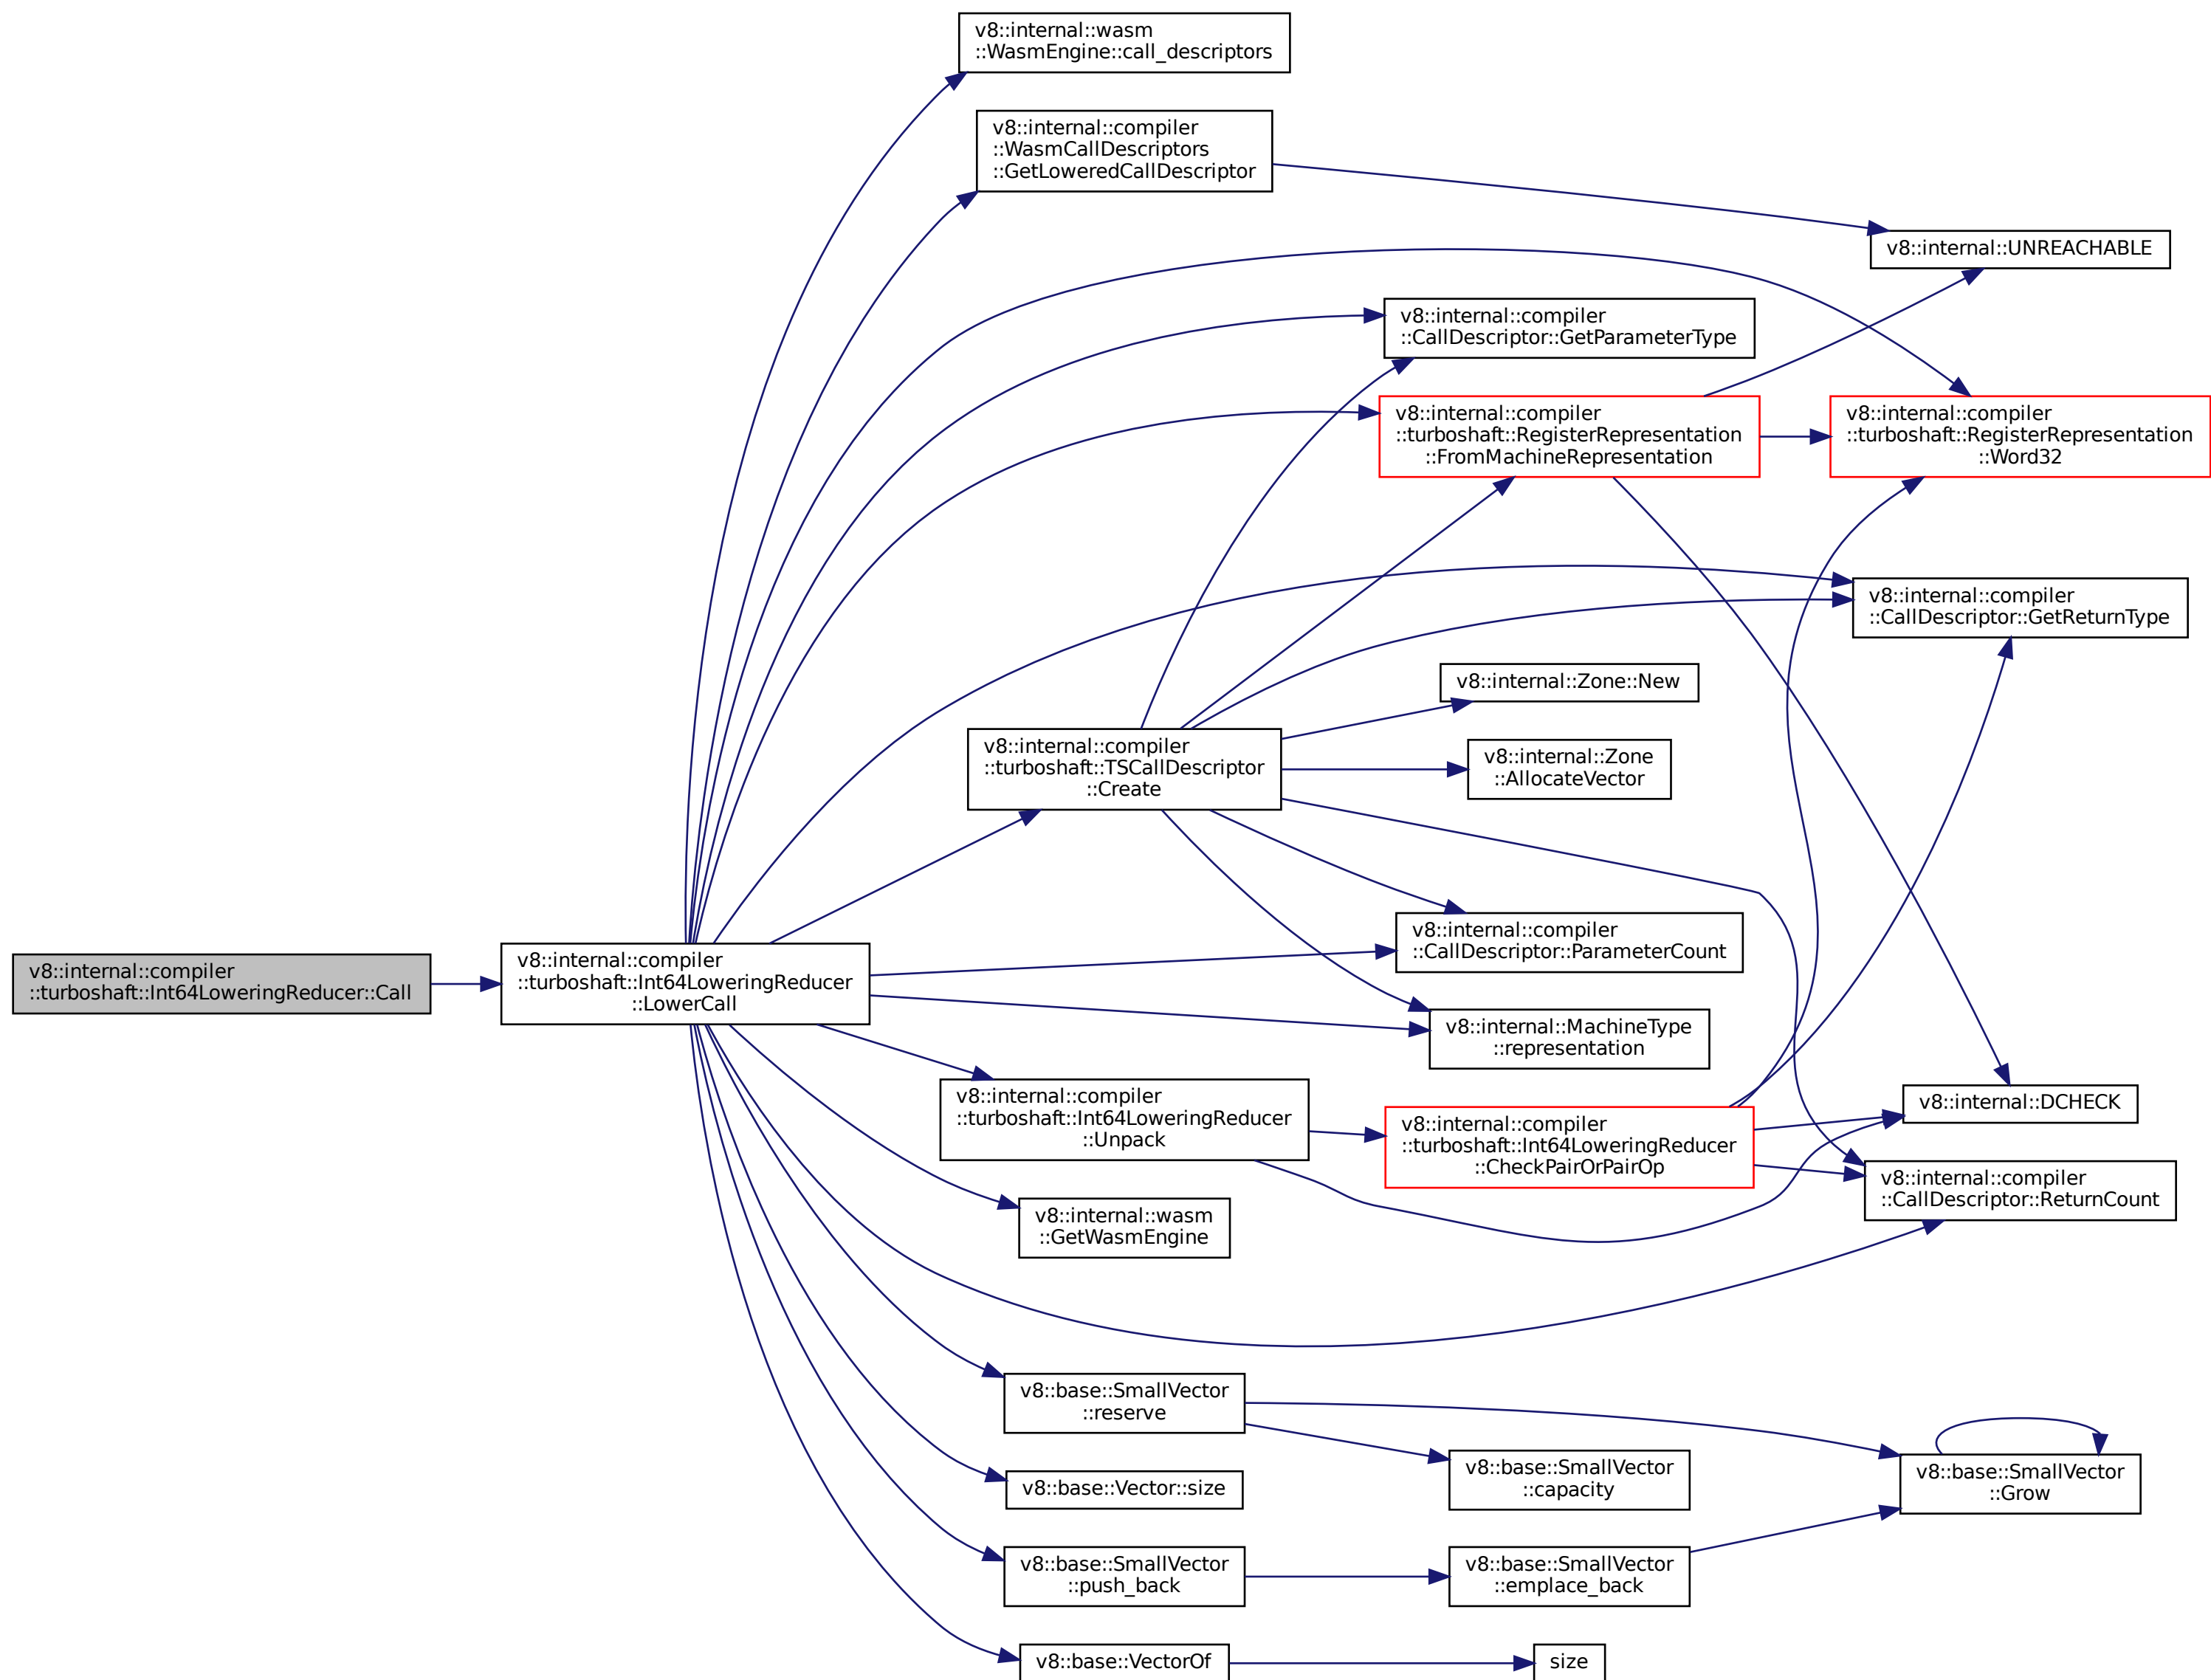 v8::internal::wasm
::WasmEngine::call_descriptors
v8::internal::compiler
::WasmCallDescriptors
::GetLoweredCallDescriptor
v8::internal::UNREACHABLE
v8::internal::compiler
::CallDescriptor::GetParameterType
v8::internal::compiler
::turboshaft::RegisterRepresentation
::FromMachineRepresentation
v8::internal::compiler
::turboshaft::RegisterRepresentation
::Word32
v8::internal::compiler
::CallDescriptor::GetReturnType
v8::internal::Zone::New
v8::internal::compiler
::turboshaft::TSCallDescriptor
::Create
v8::internal::Zone
::AllocateVector
v8::internal::compiler
::CallDescriptor::ParameterCount
v8::internal::compiler
::turboshaft::Int64LoweringReducer::Call
v8::internal::compiler
::turboshaft::Int64LoweringReducer
::LowerCall
v8::internal::MachineType
::representation
v8::internal::compiler
::turboshaft::Int64LoweringReducer
::Unpack
v8::internal::compiler
::turboshaft::Int64LoweringReducer
::CheckPairOrPairOp
v8::internal::DCHECK
v8::internal::compiler
::CallDescriptor::ReturnCount
v8::internal::wasm
::GetWasmEngine
v8::base::SmallVector
::reserve
v8::base::SmallVector
::capacity
v8::base::SmallVector
::Grow
v8::base::Vector::size
v8::base::SmallVector
::push_back
v8::base::SmallVector
::emplace_back
v8::base::VectorOf
size